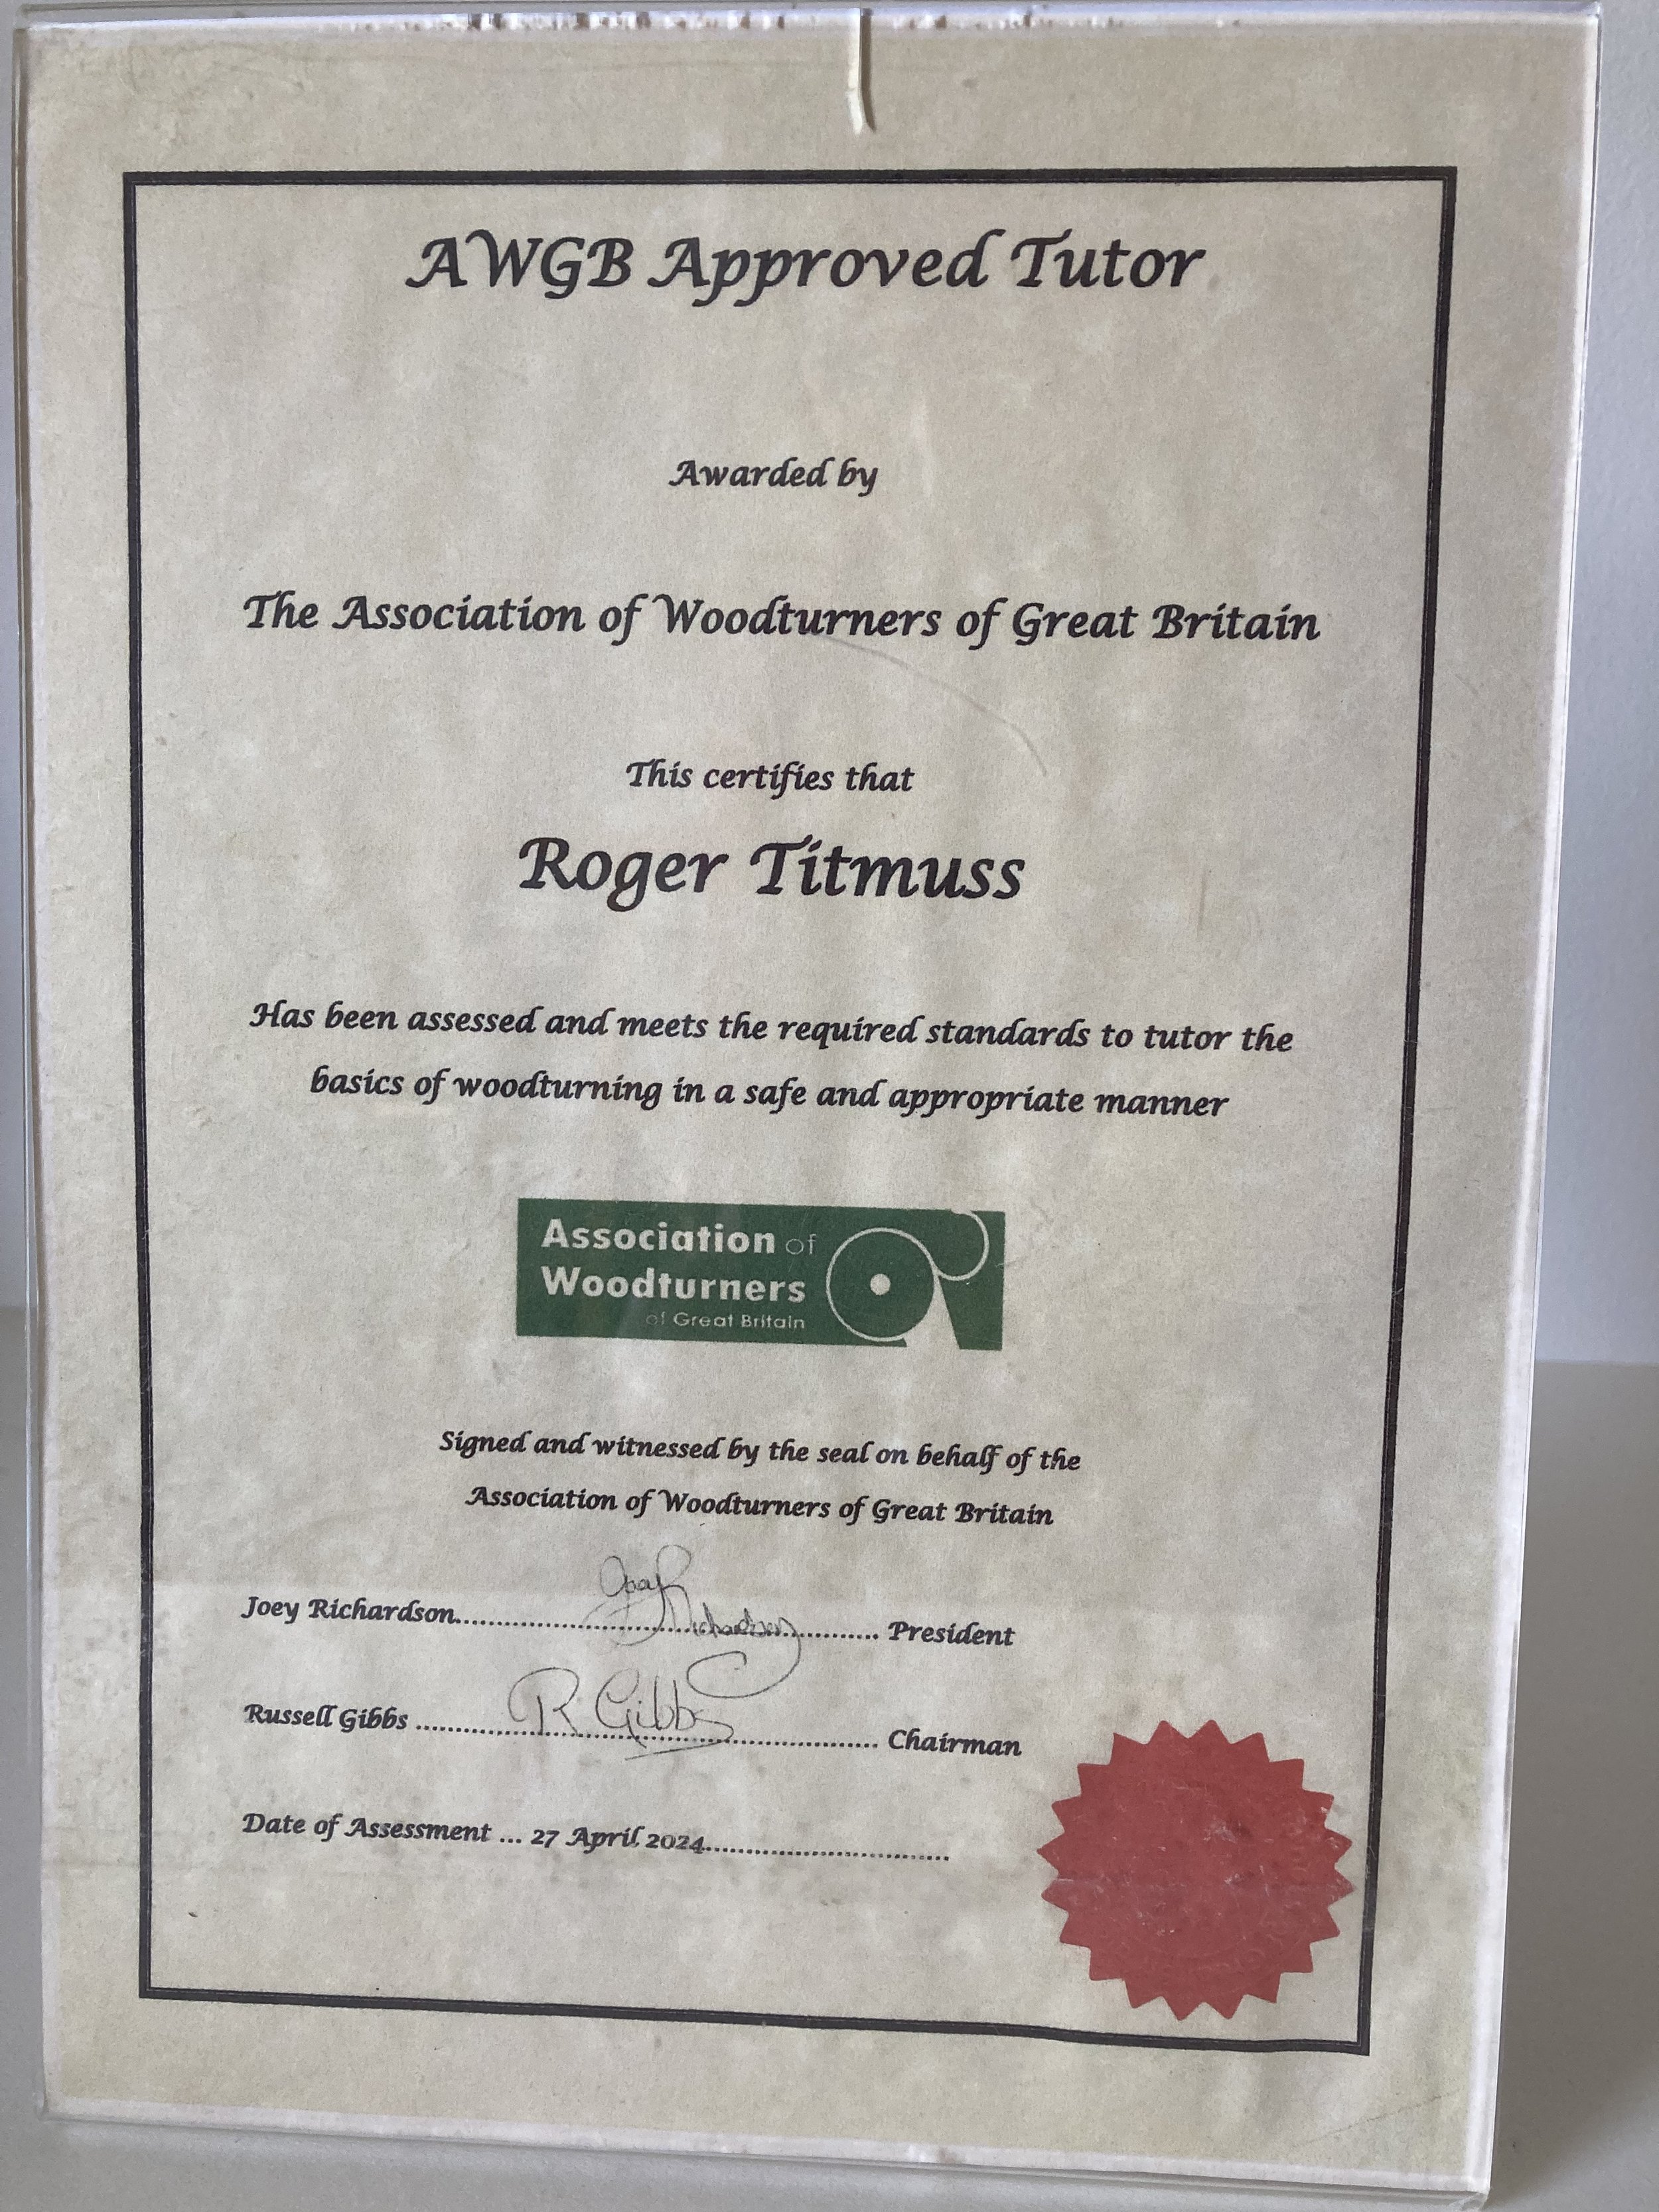 AWGB Approved Tutor
Awarded by
The Association of Woodturners of Great Britain
This certifies that
Roger Titmuss
Has been assessed and meets the required standards to tutor the
basics of woodturning in a safe and appropriate manner
Association of
Woodturners
of Great Britain
Signed and witnessed by the seal on behalf of the
Association of Woodturners of Great Britain
Joey Richardson.......................Joey Richardson............ President
Russell Gibbs ............R Gibbs................... Chairman
Date of Assessment ... 27 April 2024..............................